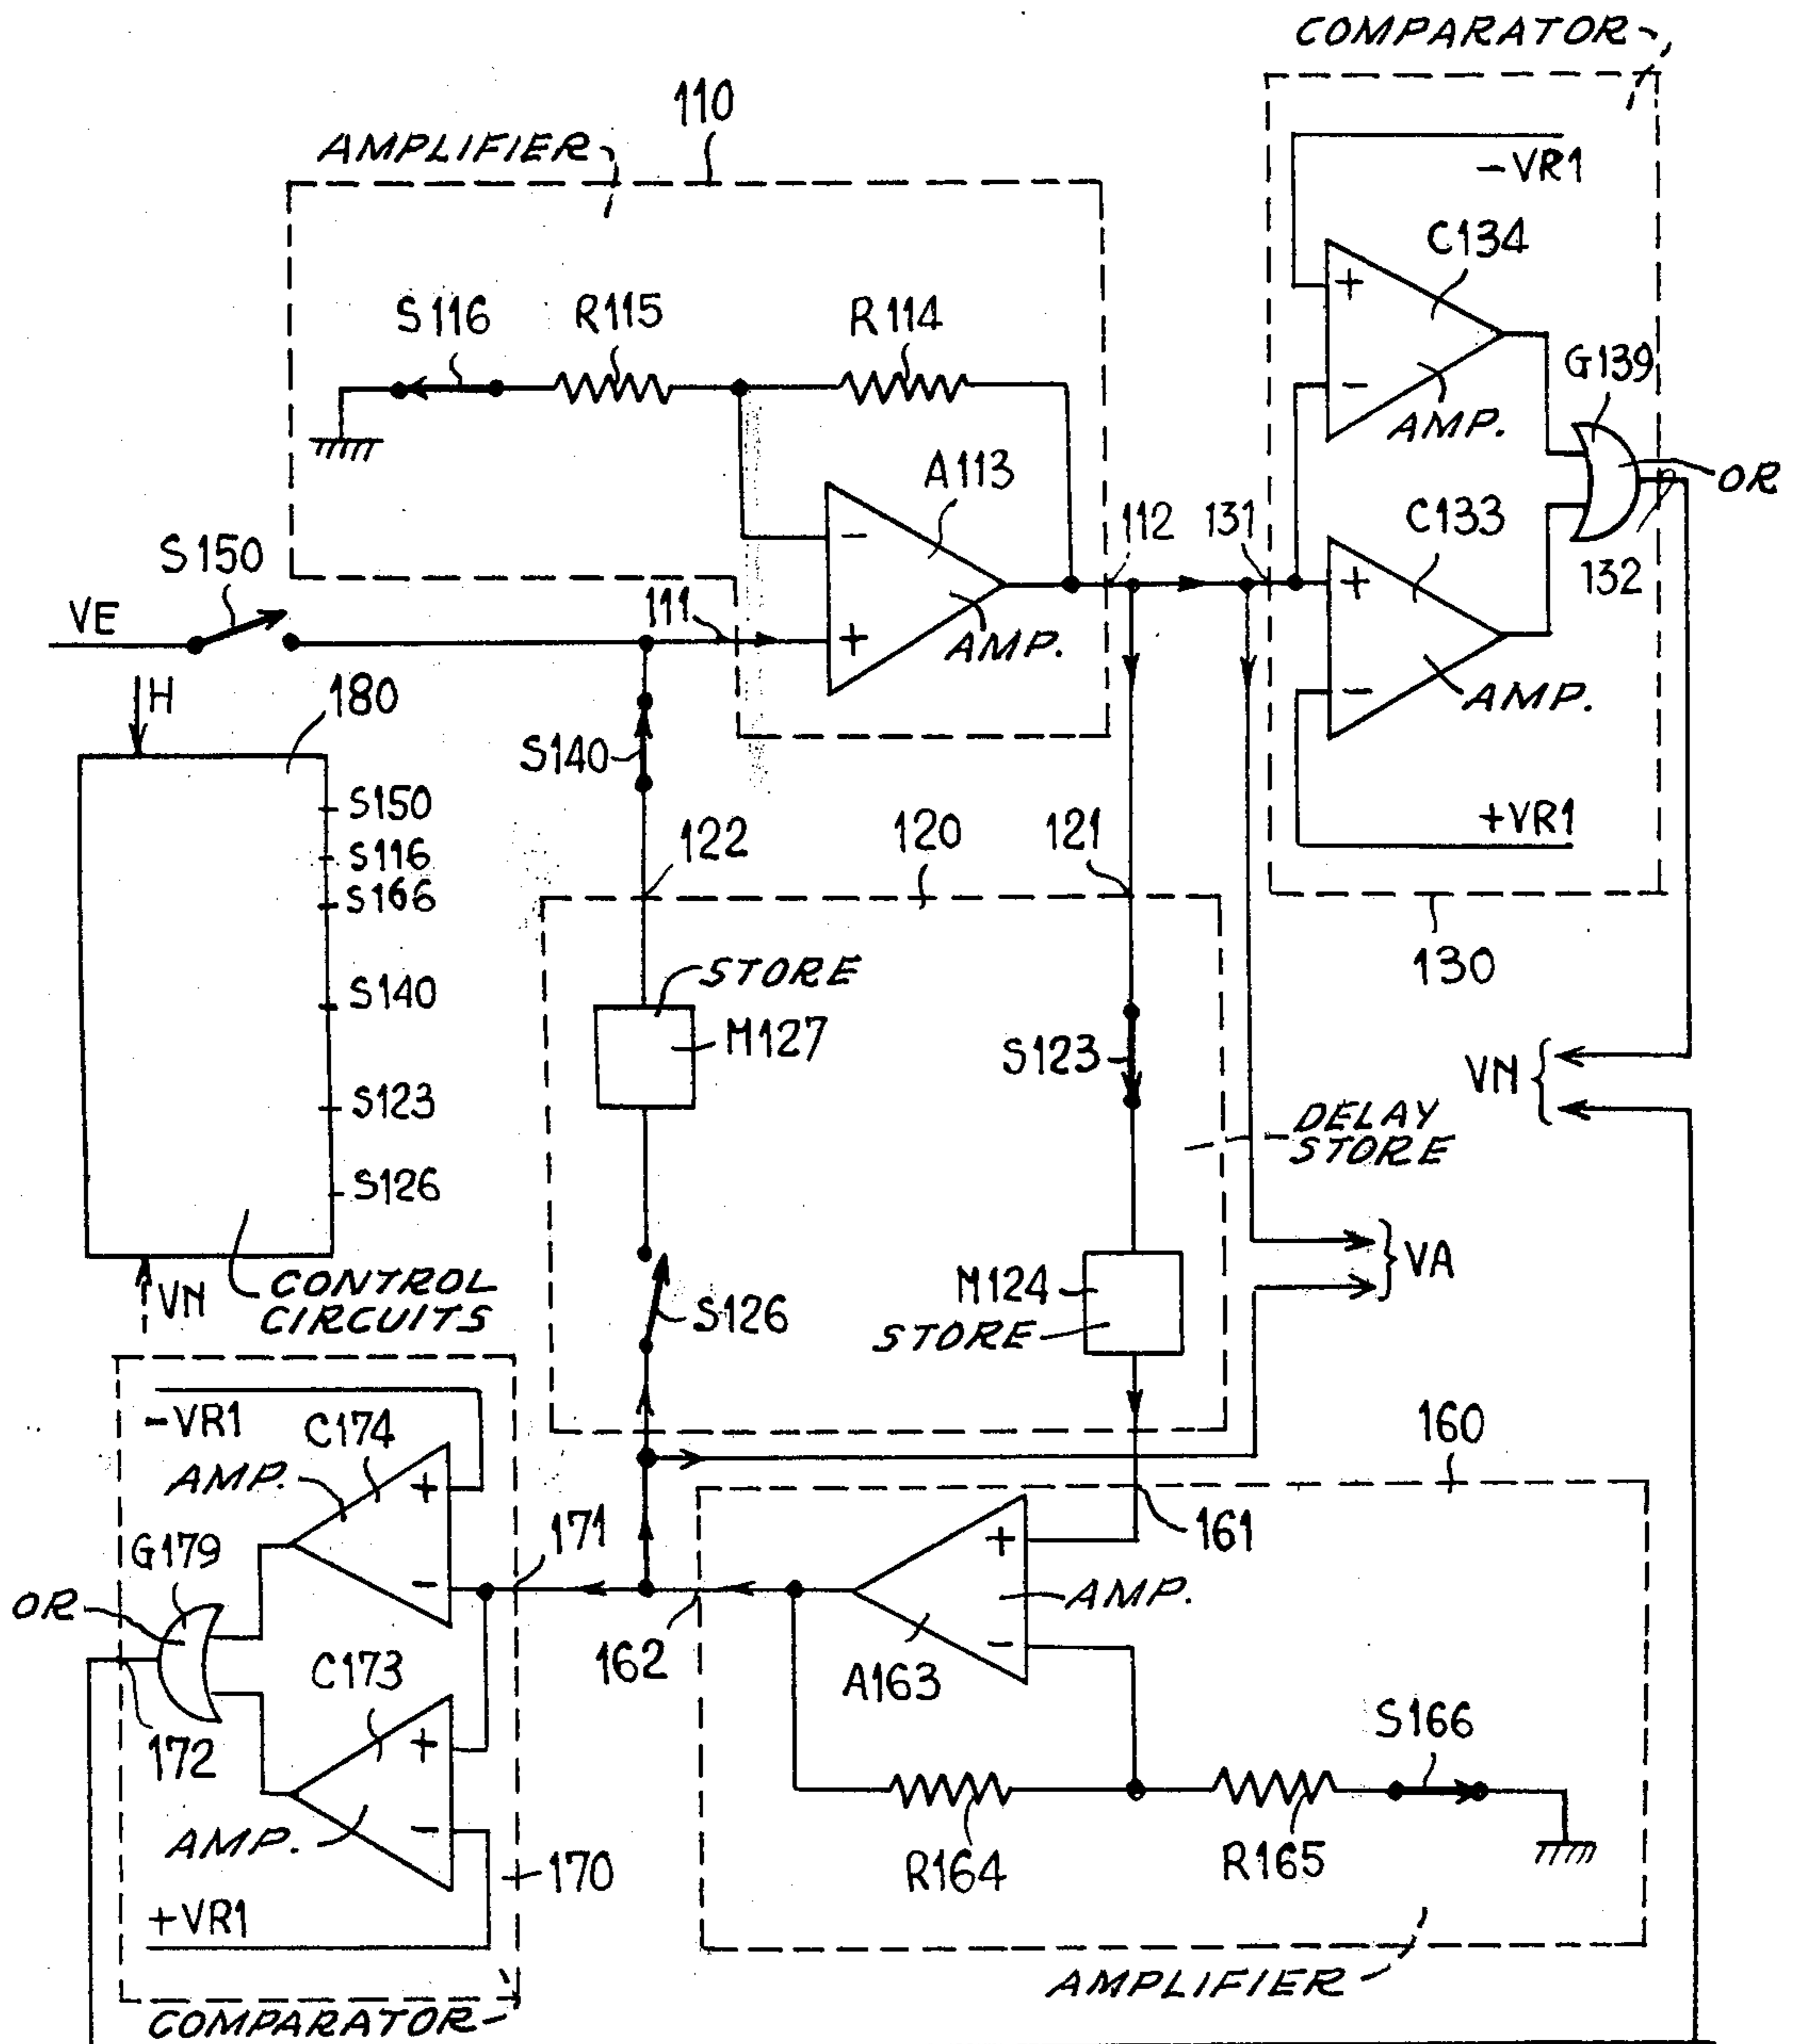 COMPARATOR
110
AMPLIFIER
-VR1
C134
+
-
AMP.
S116
R115
R114
G139
OR
A113
-
+
AMP.
112
131
C133
+
-
AMP.
132
S150
VE
111
H
180
S140
+VR1
S150
S116
S166
S140
S123
S126
122
120
121
130
STORE
M127
S123
VN
DELAY
STORE
VA
CONTROL
CIRCUITS
VN
S126
M124
STORE
-VR1
C174
AMP.
+
-
160
G179
OR
171
161
+
AMP.
-
162
A163
C173
+
-
172
AMP.
S166
R164
R165
170
+VR1
AMPLIFIER
COMPARATOR